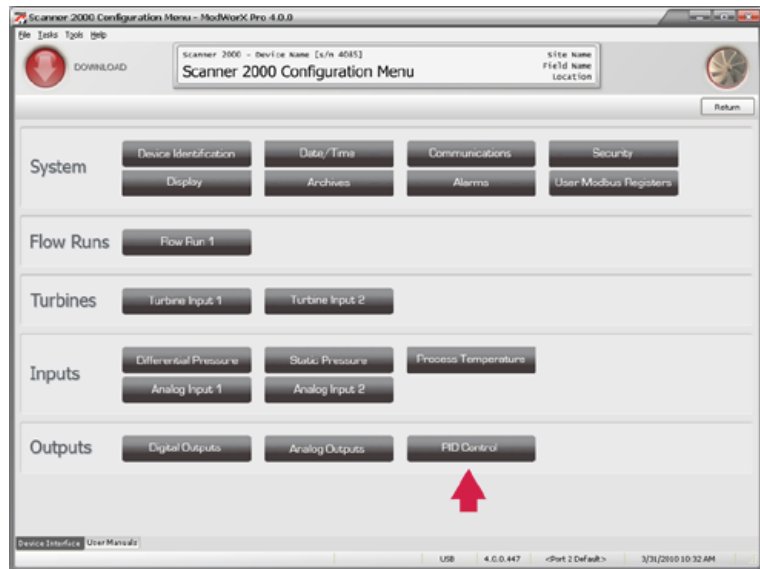 Scanner 2000 Configuration Menu - ModWorX Pro 4.0.0
File Tasks Tools Help
DOWNLOAD
Scanner 2000 - Device Name [s/n 4085]
Scanner 2000 Configuration Menu
Site Name
Field Name
Location
Return
System
Device Identification Date/Time Communications Security
Display Archives Alarms User Modbus Registers
Flow Runs
Flow Run 1
Turbines
Turbine Input 1 Turbine Input 2
Inputs
Differential Pressure Static Pressure Process Temperature
Analog Input 1 Analog Input 2
Outputs
Digital Outputs Analog Outputs PID Control
Device Interface User Manuals
USB 4.0.0.447 <Port 2 Default> 3/31/2010 10:32 AM